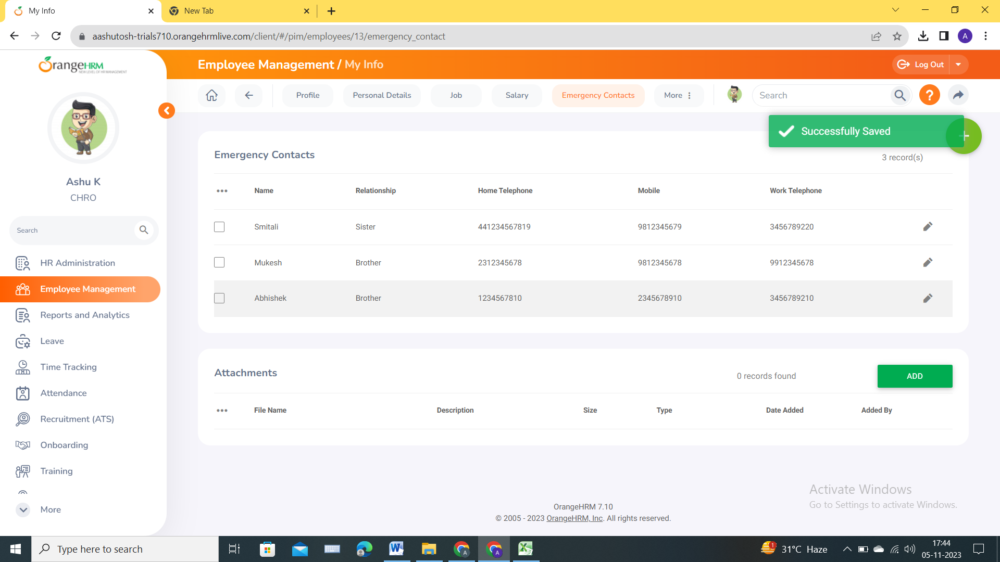 My Info
New Tab
aashutosh-trials710.orangehrmlive.com/client/#/pim/employees/13/emergency_contact
A
OrangeHRM
NEW LEVEL OF HR MANAGEMENT
Employee Management / My Info
Log Out
Profile
Personal Details
Job
Salary
Emergency Contacts
More
Search
?
Successfully Saved
Ashu K
CHRO
Search
HR Administration
Employee Management
Reports and Analytics
Leave
Time Tracking
Attendance
Recruitment (ATS)
Onboarding
Training
More
Emergency Contacts
3 record(s)
Name Relationship Home Telephone Mobile Work Telephone
Smitali Sister 441234567819 9812345679 3456789220
Mukesh Brother 2312345678 9812345678 9912345678
Abhishek Brother 1234567810 2345678910 3456789210
Attachments
0 records found
ADD
File Name Description Size Type Date Added Added By
Activate Windows
Go to Settings to activate Windows.
OrangeHRM 7.10
© 2005 - 2023 OrangeHRM, Inc. All rights reserved.
Type here to search
31°C Haze
17:44
05-11-2023